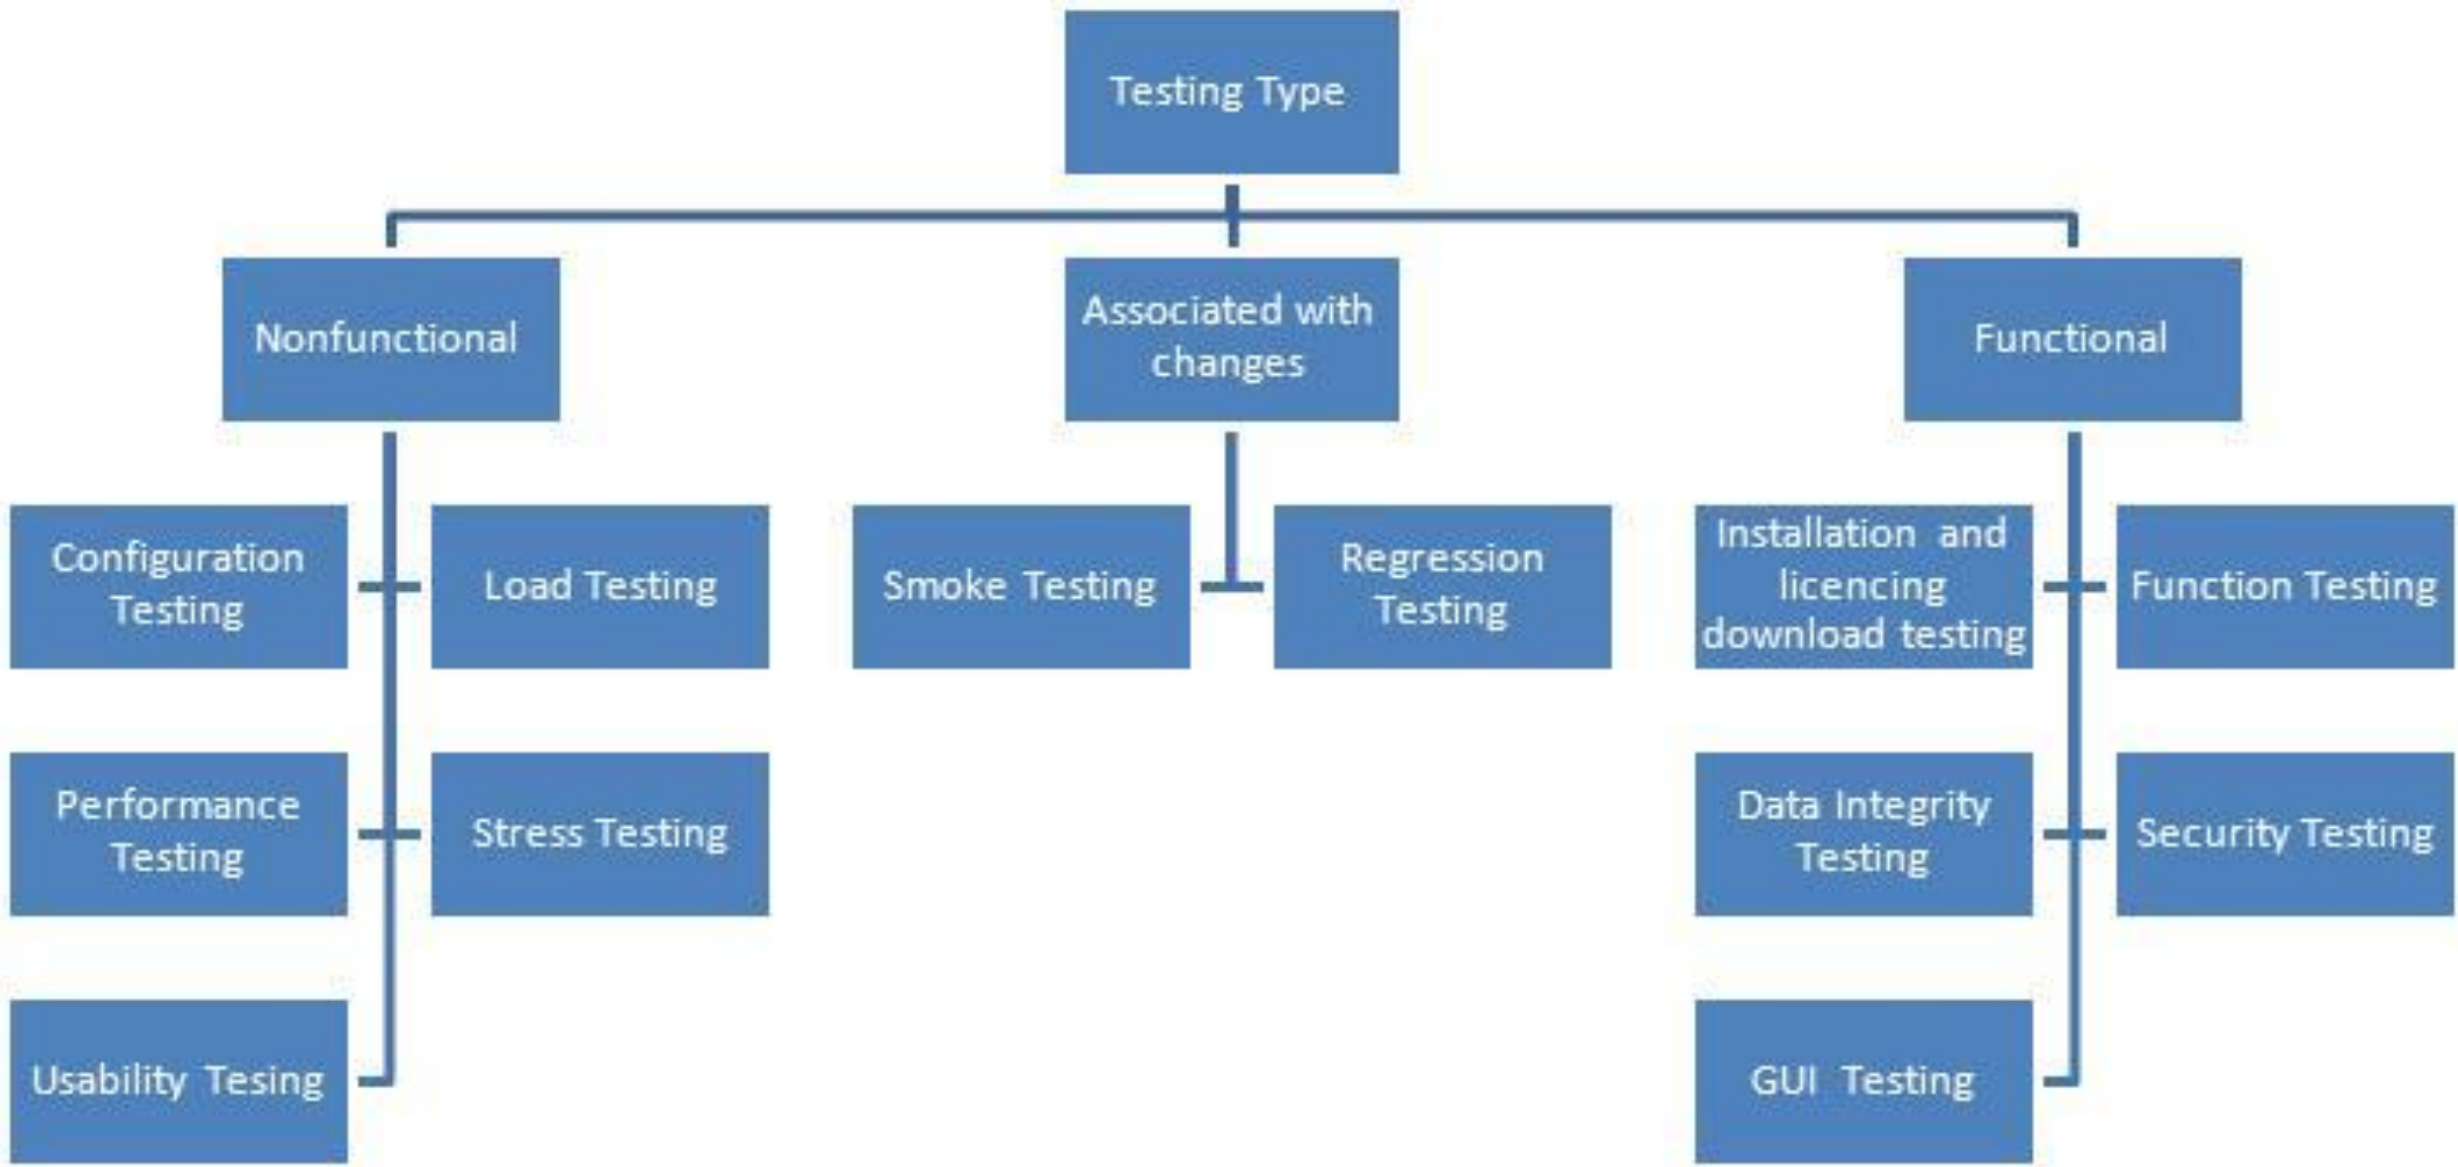 Testing Type
Nonfunctional
Associated with
changes
Functional
Configuration
Testing
Load Testing
Smoke Testing
Regression
Testing
Installation and
licencing
download testing
Function Testing
Performance
Testing
Stress Testing
Data Integrity
Testing
Security Testing
Usability Tesing
GUI Testing